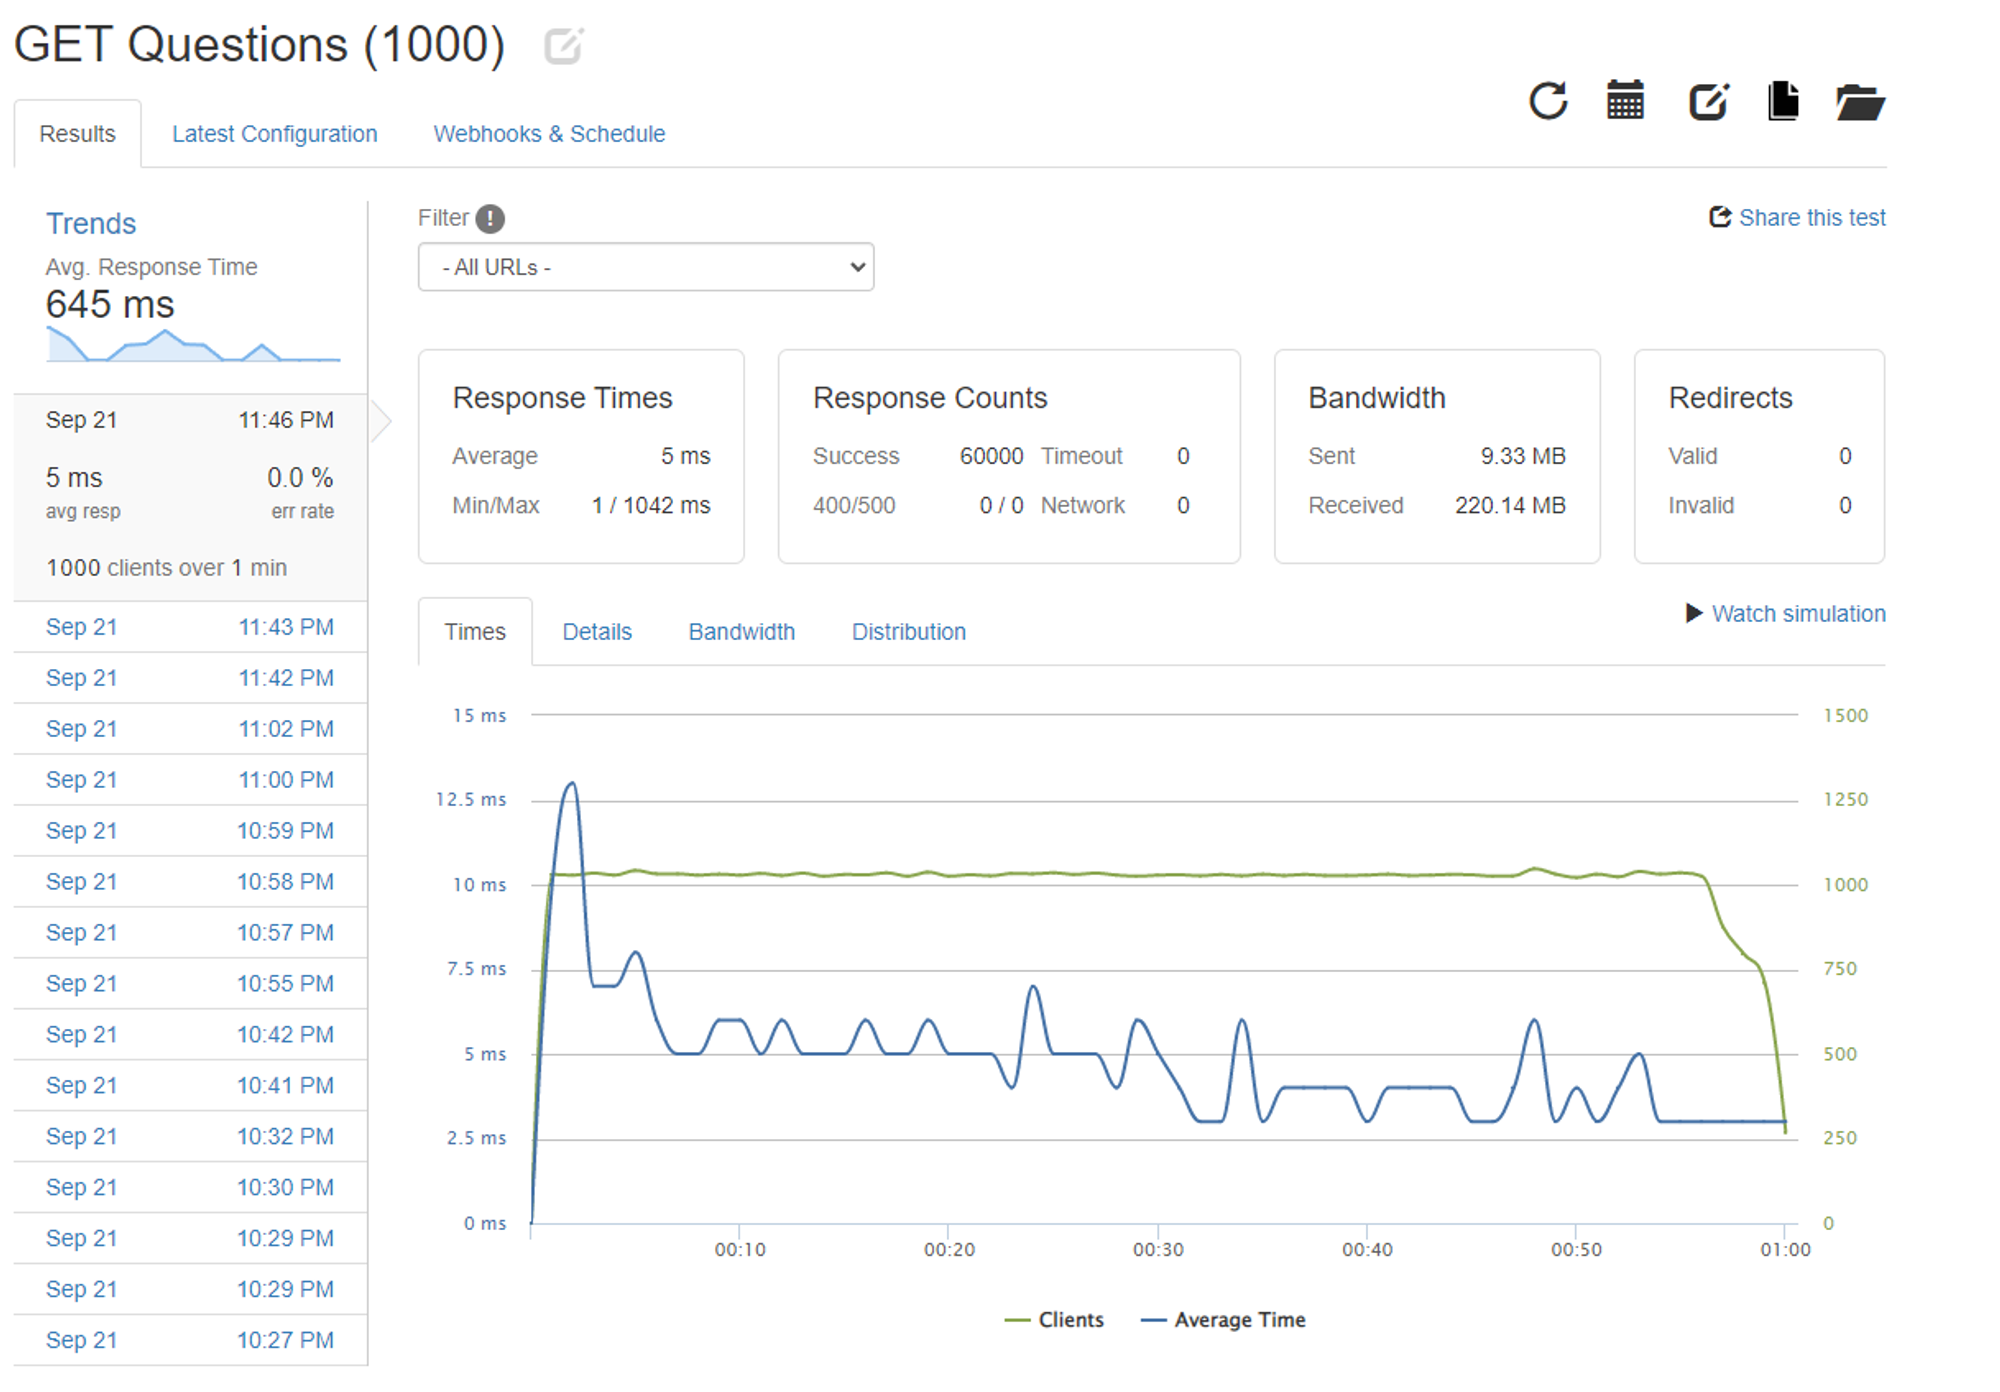 GET Questions (1000)
Results
Latest Configuration
Webhooks & Schedule
Trends
Avg. Response Time
645 ms
Sep 21 11:46 PM
5 ms 0.0 %
avg resp err rate
1000 clients over 1 min
Sep 21 11:43 PM
Sep 21 11:42 PM
Sep 21 11:02 PM
Sep 21 11:00 PM
Sep 21 10:59 PM
Sep 21 10:58 PM
Sep 21 10:57 PM
Sep 21 10:55 PM
Sep 21 10:42 PM
Sep 21 10:41 PM
Sep 21 10:32 PM
Sep 21 10:30 PM
Sep 21 10:29 PM
Sep 21 10:29 PM
Sep 21 10:27 PM
Filter !
- All URLs -
Share this test
Response Times
Average 5 ms
Min/Max 1 / 1042 ms
Response Counts
Success 60000 Timeout 0
400/500 0 / 0 Network 0
Bandwidth
Sent 9.33 MB
Received 220.14 MB
Redirects
Valid 0
Invalid 0
Times
Details
Bandwidth
Distribution
Watch simulation
15 ms 1500
12.5 ms 1250
10 ms 1000
7.5 ms 750
5 ms 500
2.5 ms 250
0 ms 0
00:10 00:20 00:30 00:40 00:50 01:00
Clients Average Time